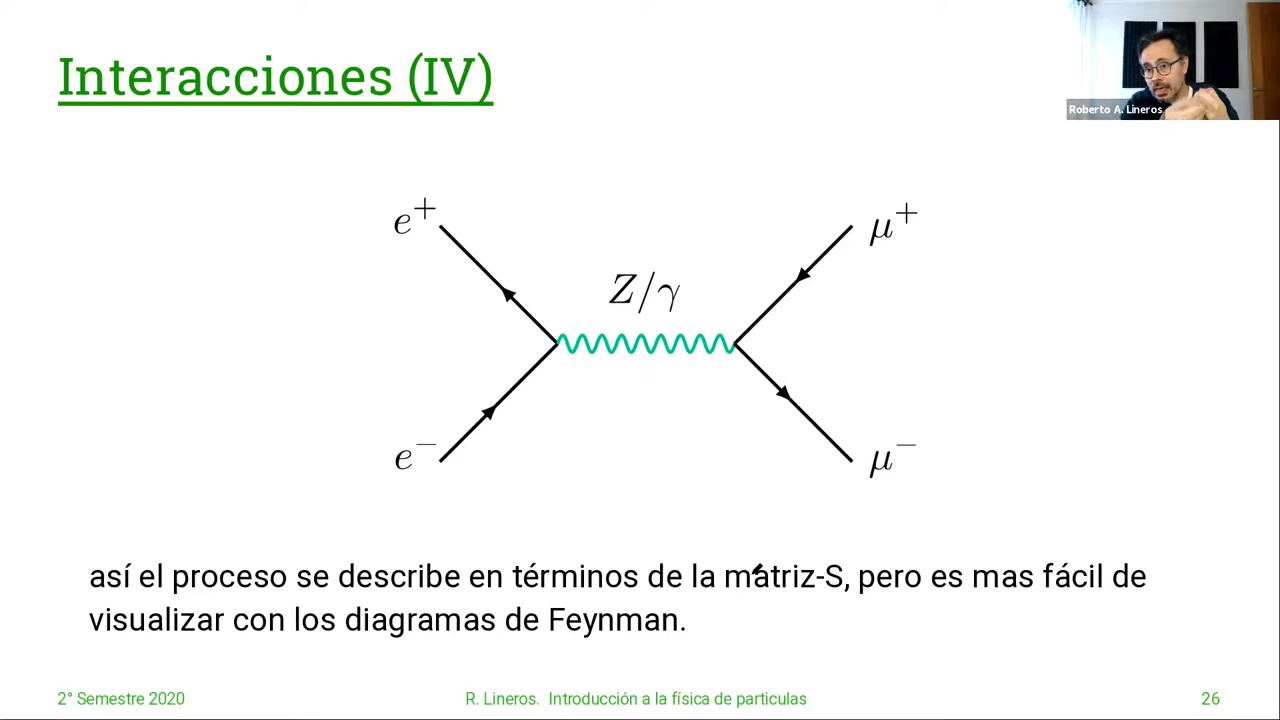 Interacciones (IV)
Roberto A. Lineros
e⁺
μ⁺
Z/γ
e⁻
μ⁻
así el proceso se describe en términos de la matriz-S, pero es mas fácil de
visualizar con los diagramas de Feynman.
2° Semestre 2020
R. Lineros. Introducción a la física de particulas
26